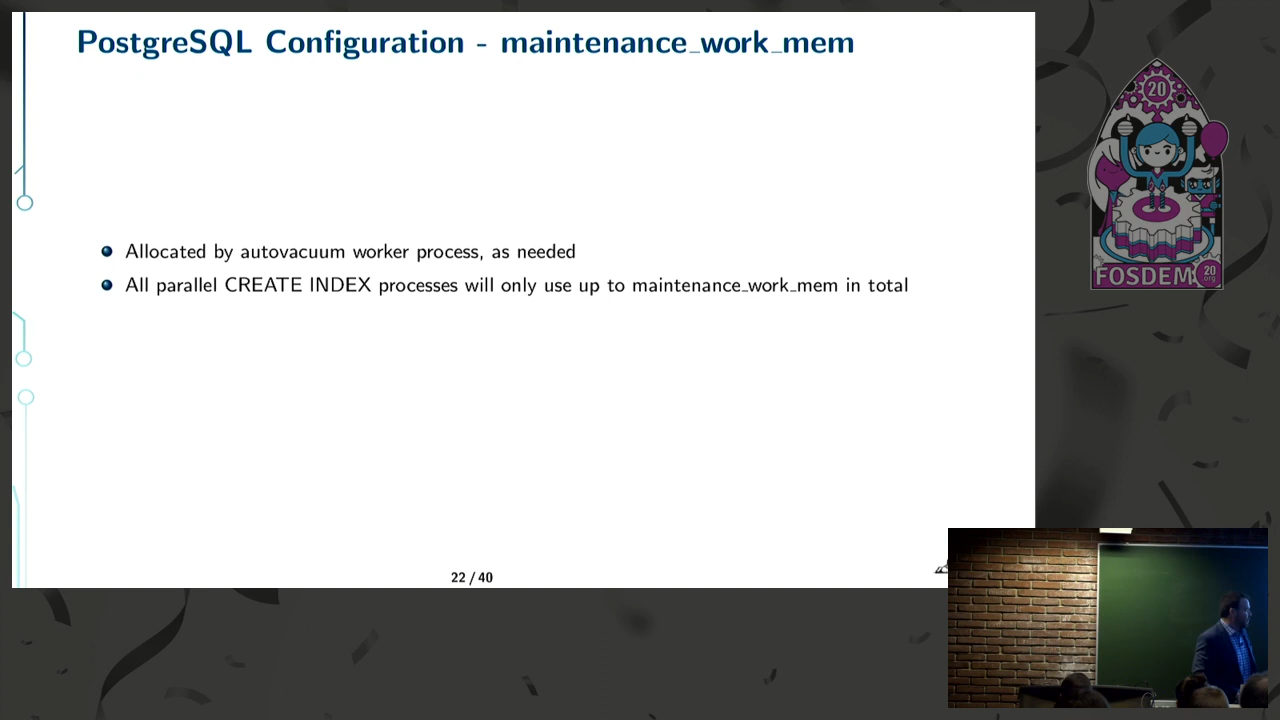 PostgreSQL Configuration - maintenance_work_mem
Allocated by autovacuum worker process, as needed
All parallel CREATE INDEX processes will only use up to maintenance_work_mem in total
22 / 40
20
FOSDEM
20
org